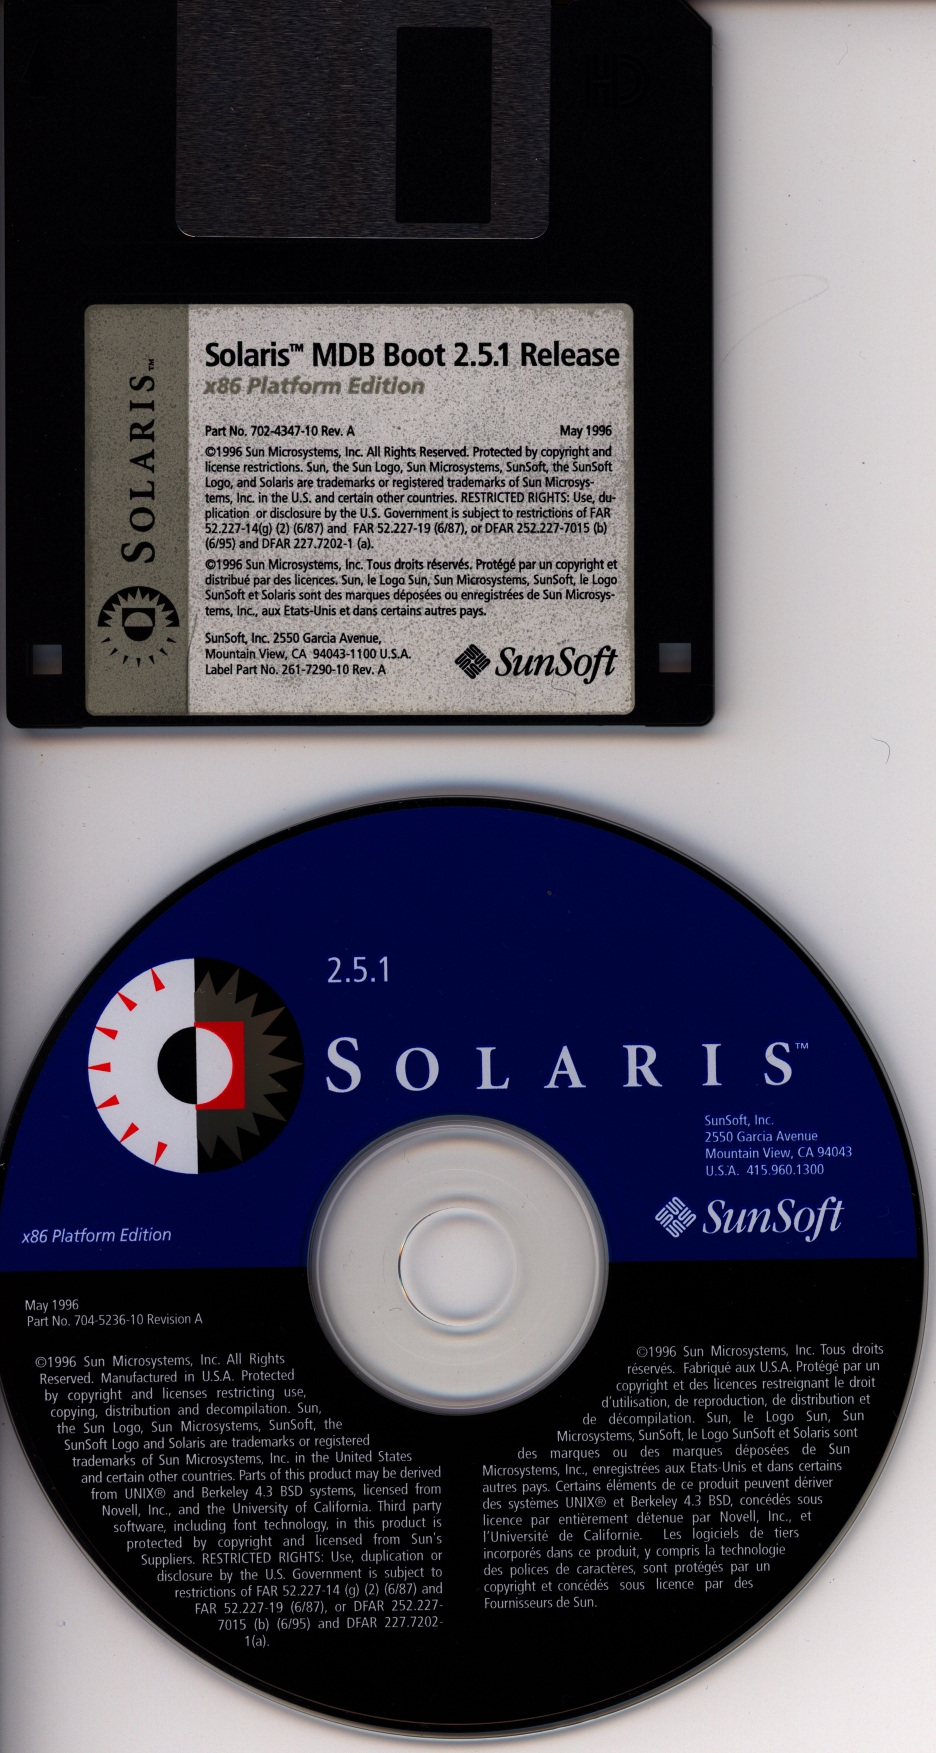 HD
Solaris™ MDB Boot 2.5.1 Release
x86 Platform Edition
SOLARIS™
Part No. 702-4347-10 Rev. A May 1996
©1996 Sun Microsystems, Inc. All Rights Reserved. Protected by copyright and
license restrictions. Sun, the Sun Logo, Sun Microsystems, SunSoft, the SunSoft
Logo, and Solaris are trademarks or registered trademarks of Sun Microsys-
tems, Inc. in the U.S. and certain other countries. RESTRICTED RIGHTS: Use, du-
plication or disclosure by the U.S. Government is subject to restrictions of FAR
52.227-14(g) (2) (6/87) and FAR 52.227-19 (6/87), or DFAR 252.227-7015 (b)
(6/95) and DFAR 227.7202-1 (a).
©1996 Sun Microsystems, Inc. Tous droits réservés. Protégé par un copyright et
distribué par des licences. Sun, le Logo Sun, Sun Microsystems, SunSoft, le Logo
SunSoft et Solaris sont des marques déposées ou enregistrées de Sun Microsys-
tems, Inc., aux Etats-Unis et dans certains autres pays.
SunSoft, Inc. 2550 Garcia Avenue,
Mountain View, CA 94043-1100 U.S.A.
Label Part No. 261-7290-10 Rev. A
SunSoft
2.5.1
SOLARIS™
SunSoft, Inc.
2550 Garcia Avenue
Mountain View, CA 94043
U.S.A. 415.960.1300
SunSoft
x86 Platform Edition
May 1996
Part No. 704-5236-10 Revision A
©1996 Sun Microsystems, Inc. All Rights
Reserved. Manufactured in U.S.A. Protected
by copyright and licenses restricting use,
copying, distribution and decompilation. Sun,
the Sun Logo, Sun Microsystems, SunSoft, the
SunSoft Logo and Solaris are trademarks or registered
trademarks of Sun Microsystems, Inc. in the United States
and certain other countries. Parts of this product may be derived
from UNIX® and Berkeley 4.3 BSD systems, licensed from
Novell, Inc., and the University of California. Third party
software, including font technology, in this product is
protected by copyright and licensed from Sun's
Suppliers. RESTRICTED RIGHTS: Use, duplication or
disclosure by the U.S. Government is subject to
restrictions of FAR 52.227-14 (g) (2) (6/87) and
FAR 52.227-19 (6/87), or DFAR 252.227-
7015 (b) (6/95) and DFAR 227.7202-
1(a).
©1996 Sun Microsystems, Inc. Tous droits
réservés. Fabriqué aux U.S.A. Protégé par un
copyright et des licences restreignant le droit
d'utilisation, de reproduction, de distribution et
de décompilation. Sun, le Logo Sun, Sun
Microsystems, SunSoft, le Logo SunSoft et Solaris sont
des marques ou des marques déposées de Sun
Microsystems, Inc., enregistrées aux Etats-Unis et dans certains
autres pays. Certains éléments de ce produit peuvent dériver
des systèmes UNIX® et Berkeley 4.3 BSD, concédés sous
licence par entièrement détenue par Novell, Inc., et
l'Université de Californie. Les logiciels de tiers
incorporés dans ce produit, y compris la technologie
des polices de caractères, sont protégés par un
copyright et concédés sous licence par des
Fournisseurs de Sun.